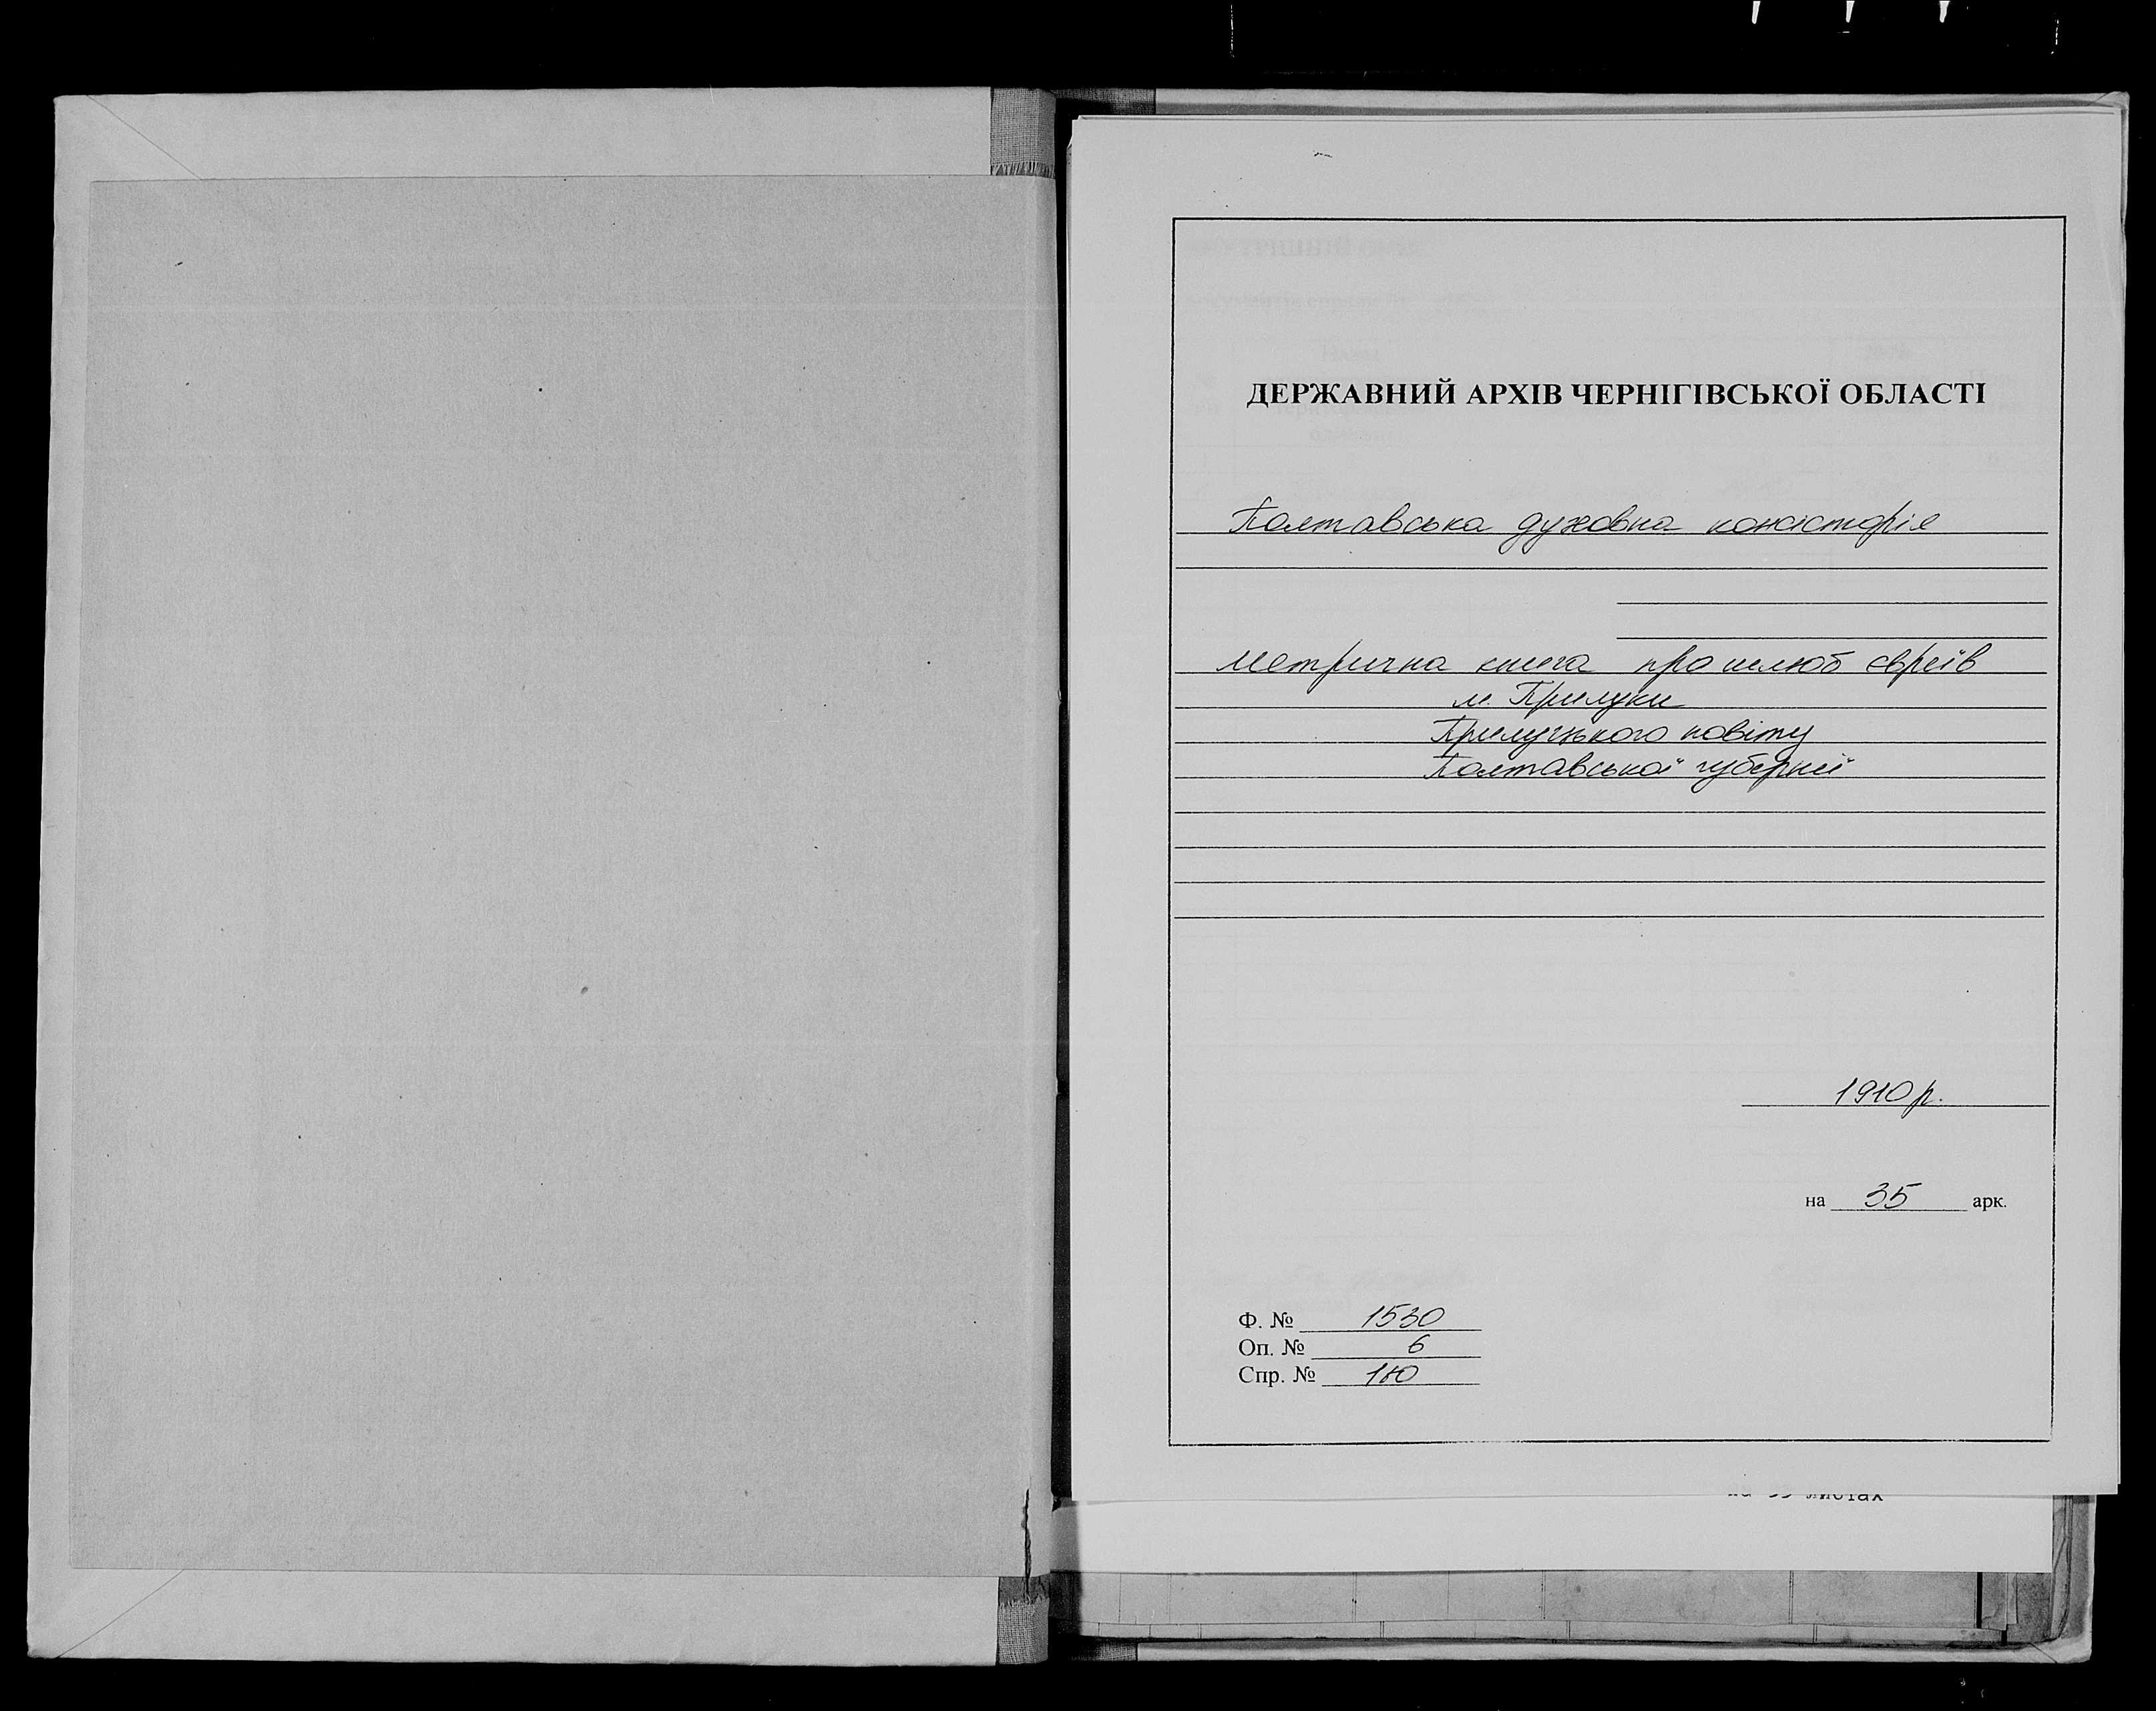 ДЕРЖАВНИЙ АРХІВ ЧЕРНІГІВСЬКОЇ ОБЛАСТІ
Полтавська духовна консисторія
Метрична книга про шлюб євреїв
м. Прилуки
Прилуцького повіту
Полтавської губернії
1910 р.
на 35 арк.
Ф. № 1530
Оп. № 6
Спр. №
листах